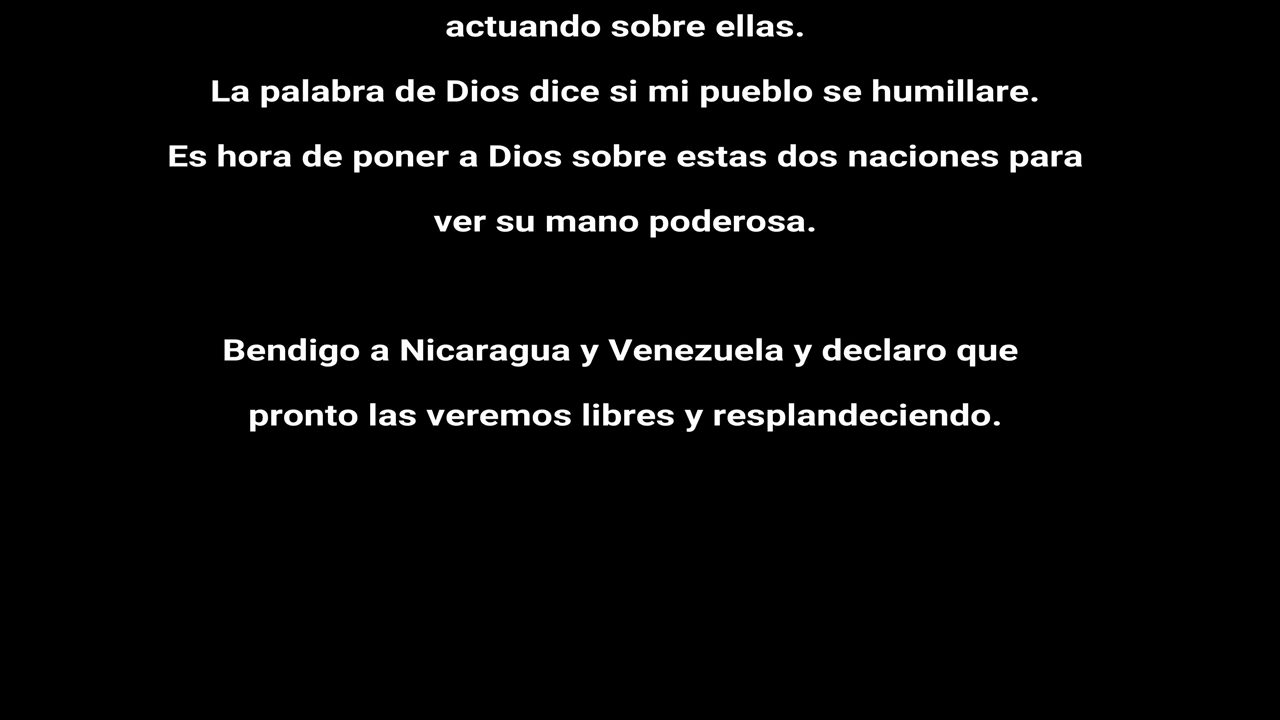 actuando sobre ellas.
La palabra de Dios dice si mi pueblo se humillare.
Es hora de poner a Dios sobre estas dos naciones para
ver su mano poderosa.
Bendigo a Nicaragua y Venezuela y declaro que
pronto las veremos libres y resplandeciendo.